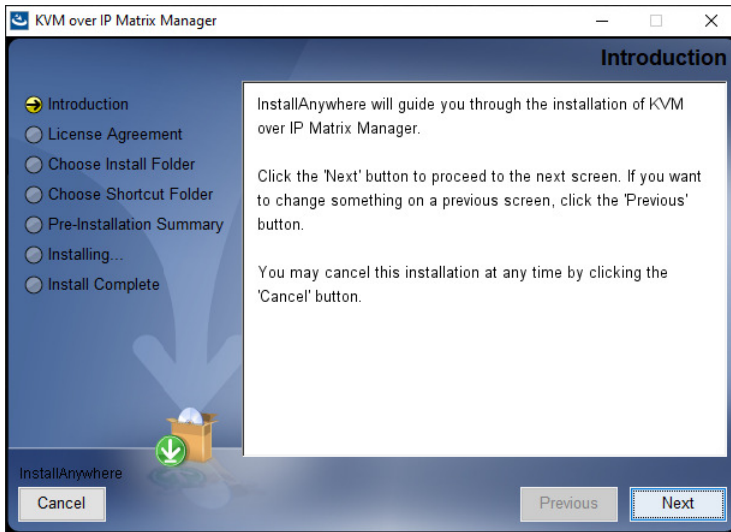 KVM over IP Matrix Manager
Introduction
Introduction
License Agreement
Choose Install Folder
Choose Shortcut Folder
Pre-Installation Summary
Installing...
Install Complete
InstallAnywhere will guide you through the installation of KVM
over IP Matrix Manager.
Click the 'Next' button to proceed to the next screen. If you want
to change something on a previous screen, click the 'Previous'
button.
You may cancel this installation at any time by clicking the
'Cancel' button.
InstallAnywhere
Cancel
Previous
Next